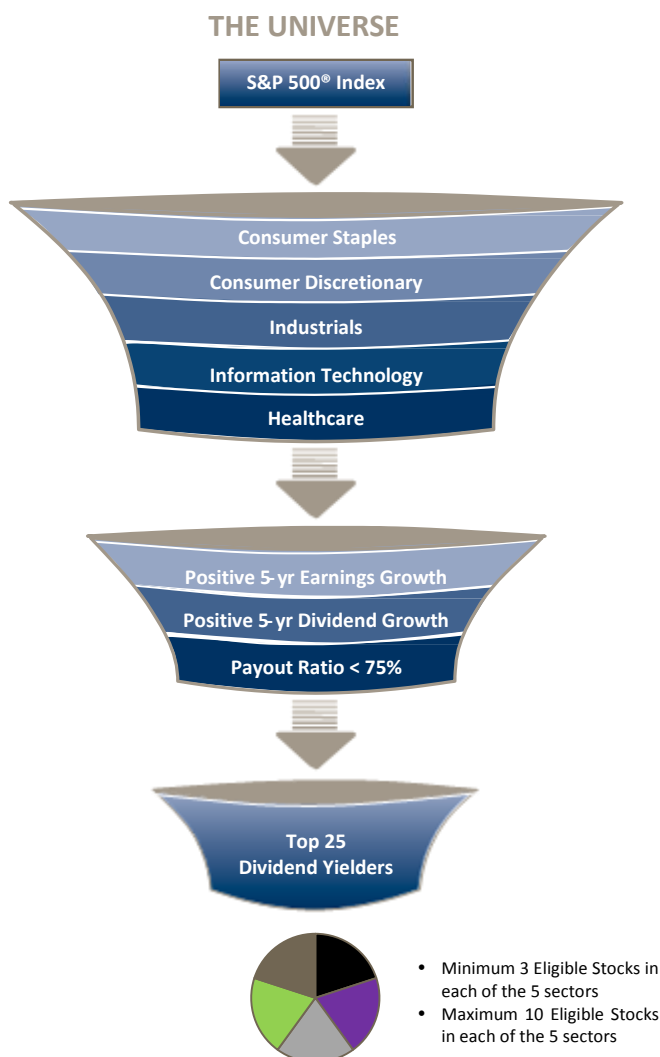 THE UNIVERSE
S&P 500® Index
Consumer Staples
Consumer Discretionary
Industrials
Information Technology
Healthcare
Positive 5-yr Earnings Growth
Positive 5-yr Dividend Growth
Payout Ratio < 75%
Top 25
Dividend Yielders
• Minimum 3 Eligible Stocks in
each of the 5 sectors
• Maximum 10 Eligible Stocks
in each of the 5 sectors